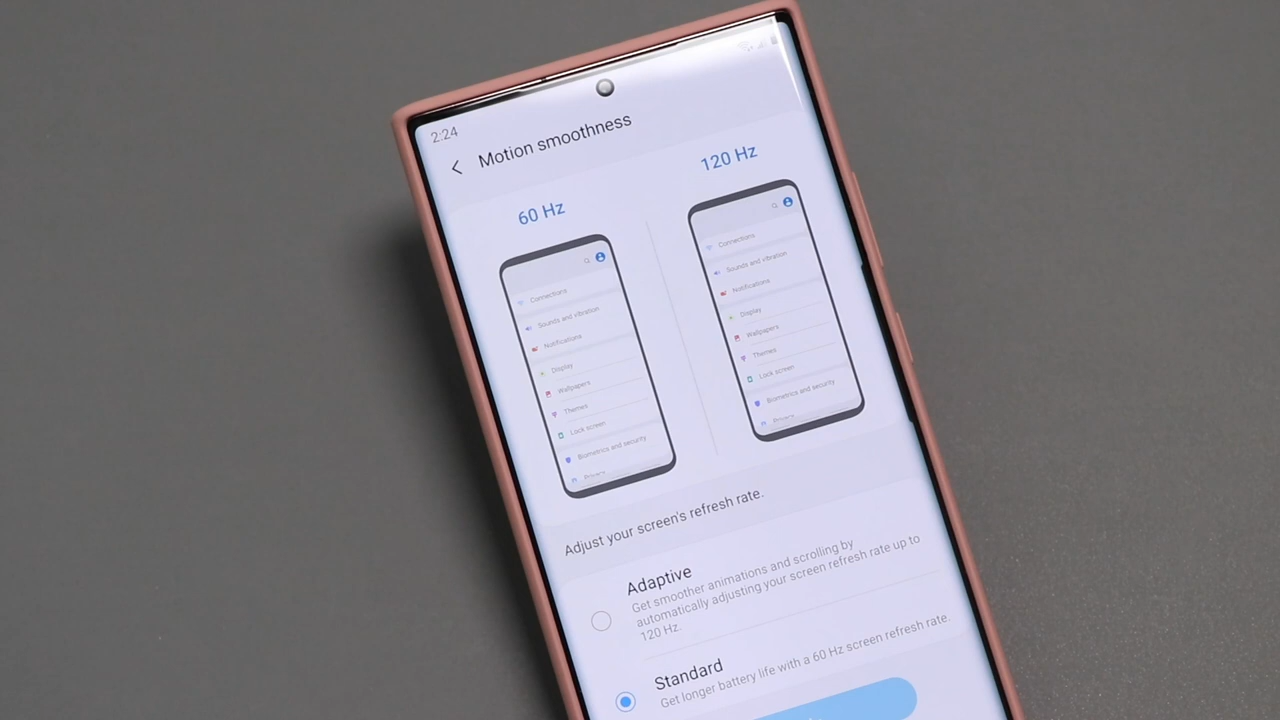 2:24
Motion smoothness
60 Hz
120 Hz
Connections
Sounds and vibration
Notifications
Display
Wallpapers
Themes
Lock screen
Biometrics and security
Privacy
Connections
Sounds and vibration
Notifications
Display
Wallpapers
Themes
Lock screen
Biometrics and security
Privacy
Adjust your screen's refresh rate.
Adaptive
Get smoother animations and scrolling by
automatically adjusting your screen refresh rate up to
120 Hz.
Standard
Get longer battery life with a 60 Hz screen refresh rate.